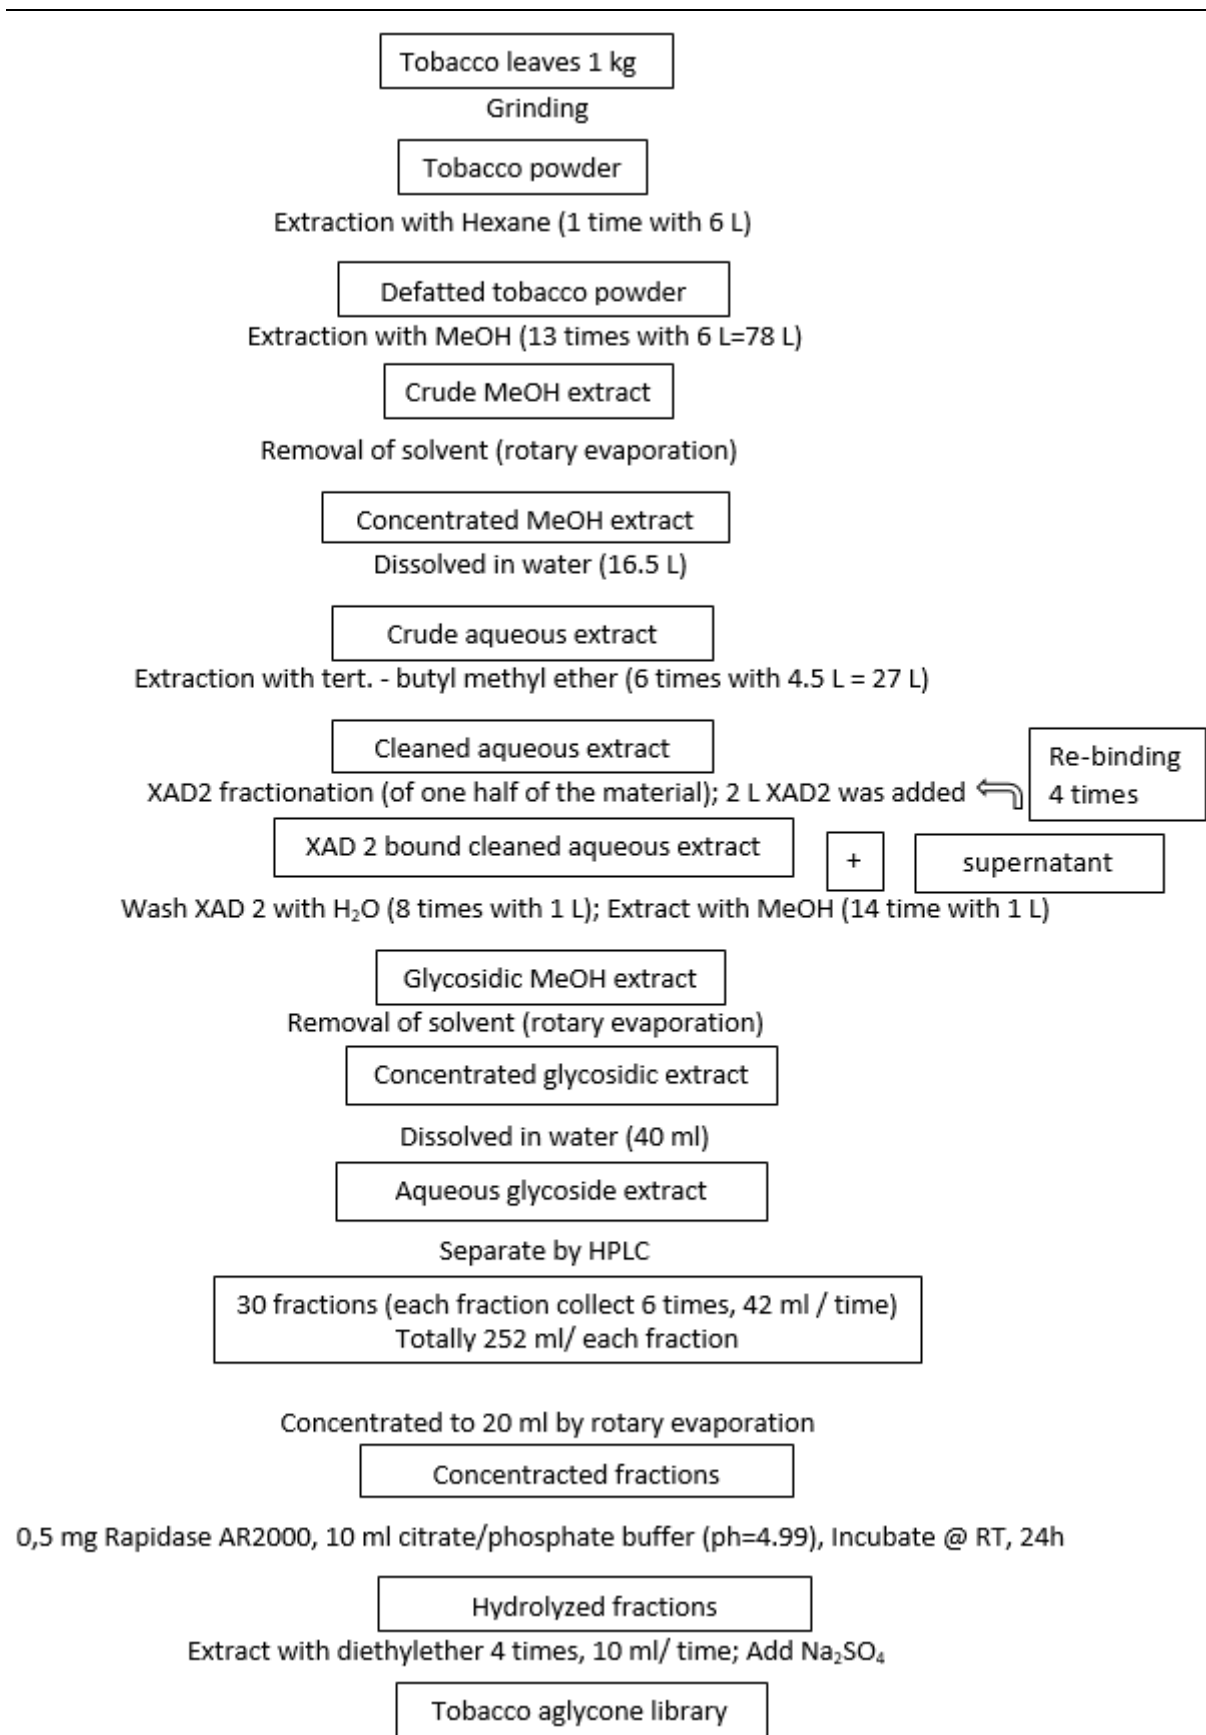 Tobacco leaves 1 kg
Grinding
Tobacco powder
Extraction with Hexane (1 time with 6 L)
Defatted tobacco powder
Extraction with MeOH (13 times with 6 L=78 L)
Crude MeOH extract
Removal of solvent (rotary evaporation)
Concentrated MeOH extract
Dissolved in water (16.5 L)
Crude aqueous extract
Extraction with tert. - butyl methyl ether (6 times with 4.5 L = 27 L)
Cleaned aqueous extract
Re-binding
4 times
XAD2 fractionation (of one half of the material); 2 L XAD2 was added
XAD 2 bound cleaned aqueous extract
+
supernatant
Wash XAD 2 with H₂O (8 times with 1 L); Extract with MeOH (14 time with 1 L)
Glycosidic MeOH extract
Removal of solvent (rotary evaporation)
Concentrated glycosidic extract
Dissolved in water (40 ml)
Aqueous glycoside extract
Separate by HPLC
30 fractions (each fraction collect 6 times, 42 ml / time)
Totally 252 ml/ each fraction
Concentrated to 20 ml by rotary evaporation
Concentracted fractions
0,5 mg Rapidase AR2000, 10 ml citrate/phosphate buffer (ph=4.99), Incubate @ RT, 24h
Hydrolyzed fractions
Extract with diethylether 4 times, 10 ml/ time; Add Na₂SO₄
Tobacco aglycone library